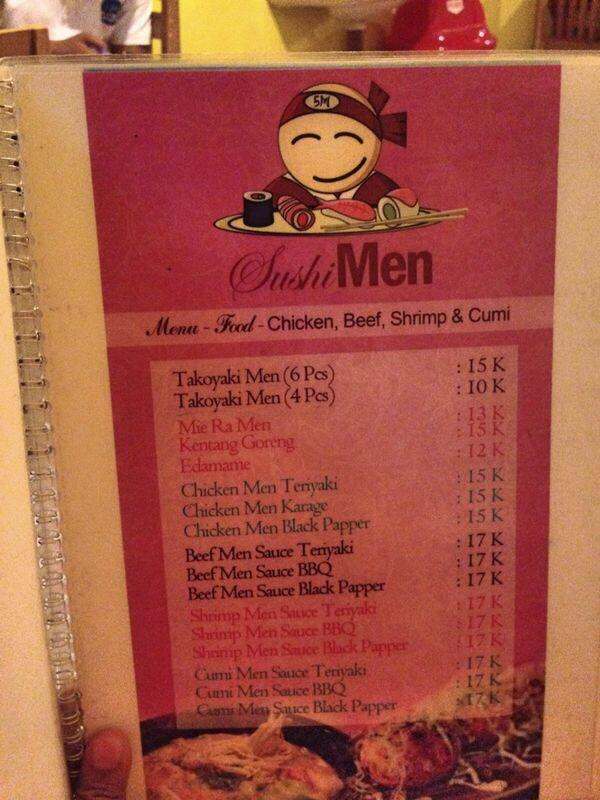 5M
Sushi Men
Menu - Food - Chicken, Beef, Shrimp & Cumi
Takoyaki Men (6 Pcs) : 15 K
Takoyaki Men (4 Pcs) : 10 K
Mie Ra Men : 13 K
Kentang Goreng : 15 K
Edamame : 12 K
Chicken Men Teriyaki : 15 K
Chicken Men Karage : 15 K
Chicken Men Black Papper : 15 K
Beef Men Sauce Teriyaki : 17 K
Beef Men Sauce BBQ : 17 K
Beef Men Sauce Black Papper : 17 K
Shrimp Men Sauce Teriyaki : 17 K
Shrimp Men Sauce BBQ : 17 K
Shrimp Men Sauce Black Papper : 17 K
Cumi Men Sauce Teriyaki : 17 K
Cumi Men Sauce BBQ : 17 K
Cumi Men Sauce Black Papper : 17 K